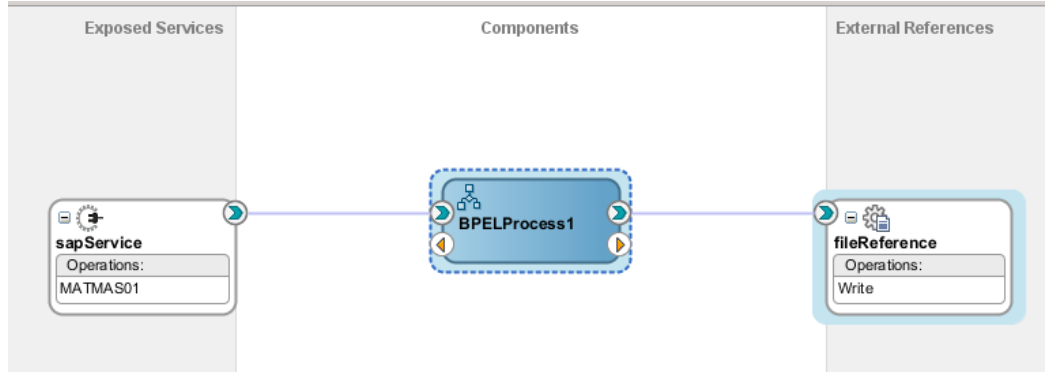 Exposed Services
Components
External References
sapService
Operations:
MATMAS01
BPELProcess1
fileReference
Operations:
Write